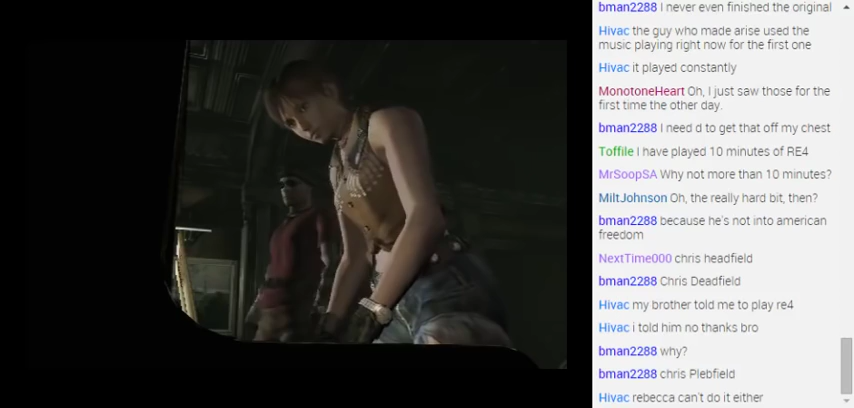 bman2288 I never even finished the original
Hivac the guy who made arise used the
music playing right now for the first one
Hivac it played constantly
MonotoneHeart Oh, I just saw those for the
first time the other day.
bman2288 I need d to get that off my chest
Toffile I have played 10 minutes of RE4
MrSoopSA Why not more than 10 minutes?
MiltJohnson Oh, the really hard bit, then?
bman2288 because he's not into american
freedom
NextTime000 chris headfield
bman2288 Chris Deadfield
Hivac my brother told me to play re4
Hivac i told him no thanks bro
bman2288 why?
bman2288 chris Plebfield
Hivac rebecca can't do it either